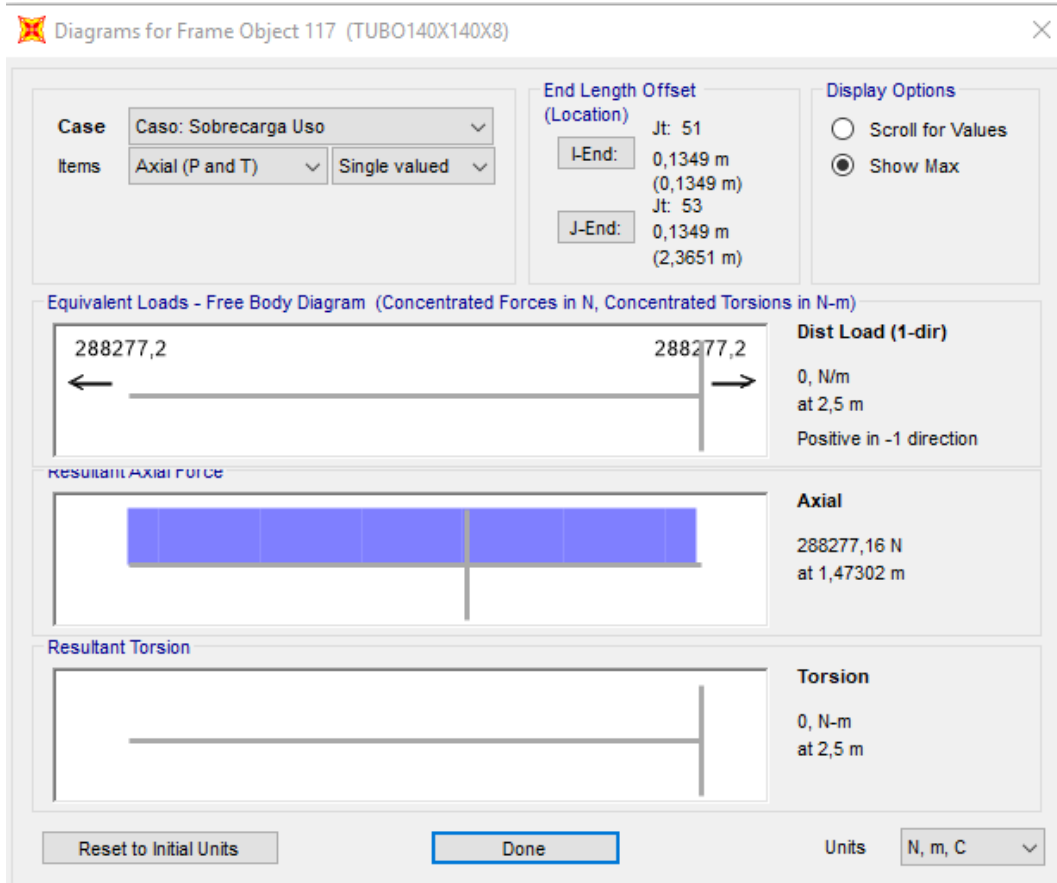 Diagrams for Frame Object 117 (TUBO140X140X8)
Case Caso: Sobrecarga Uso
Items Axial (P and T) Single valued
End Length Offset
(Location)
Jt: 51
I-End: 0,1349 m
(0,1349 m)
Jt: 53
J-End: 0,1349 m
(2,3651 m)
Display Options
Scroll for Values
Show Max
Equivalent Loads - Free Body Diagram (Concentrated Forces in N, Concentrated Torsions in N-m)
288277,2 288277,2
Dist Load (1-dir)
0, N/m
at 2,5 m
Positive in -1 direction
Resultant Axial Force
Axial
288277,16 N
at 1,47302 m
Resultant Torsion
Torsion
0, N-m
at 2,5 m
Reset to Initial Units Done Units N, m, C